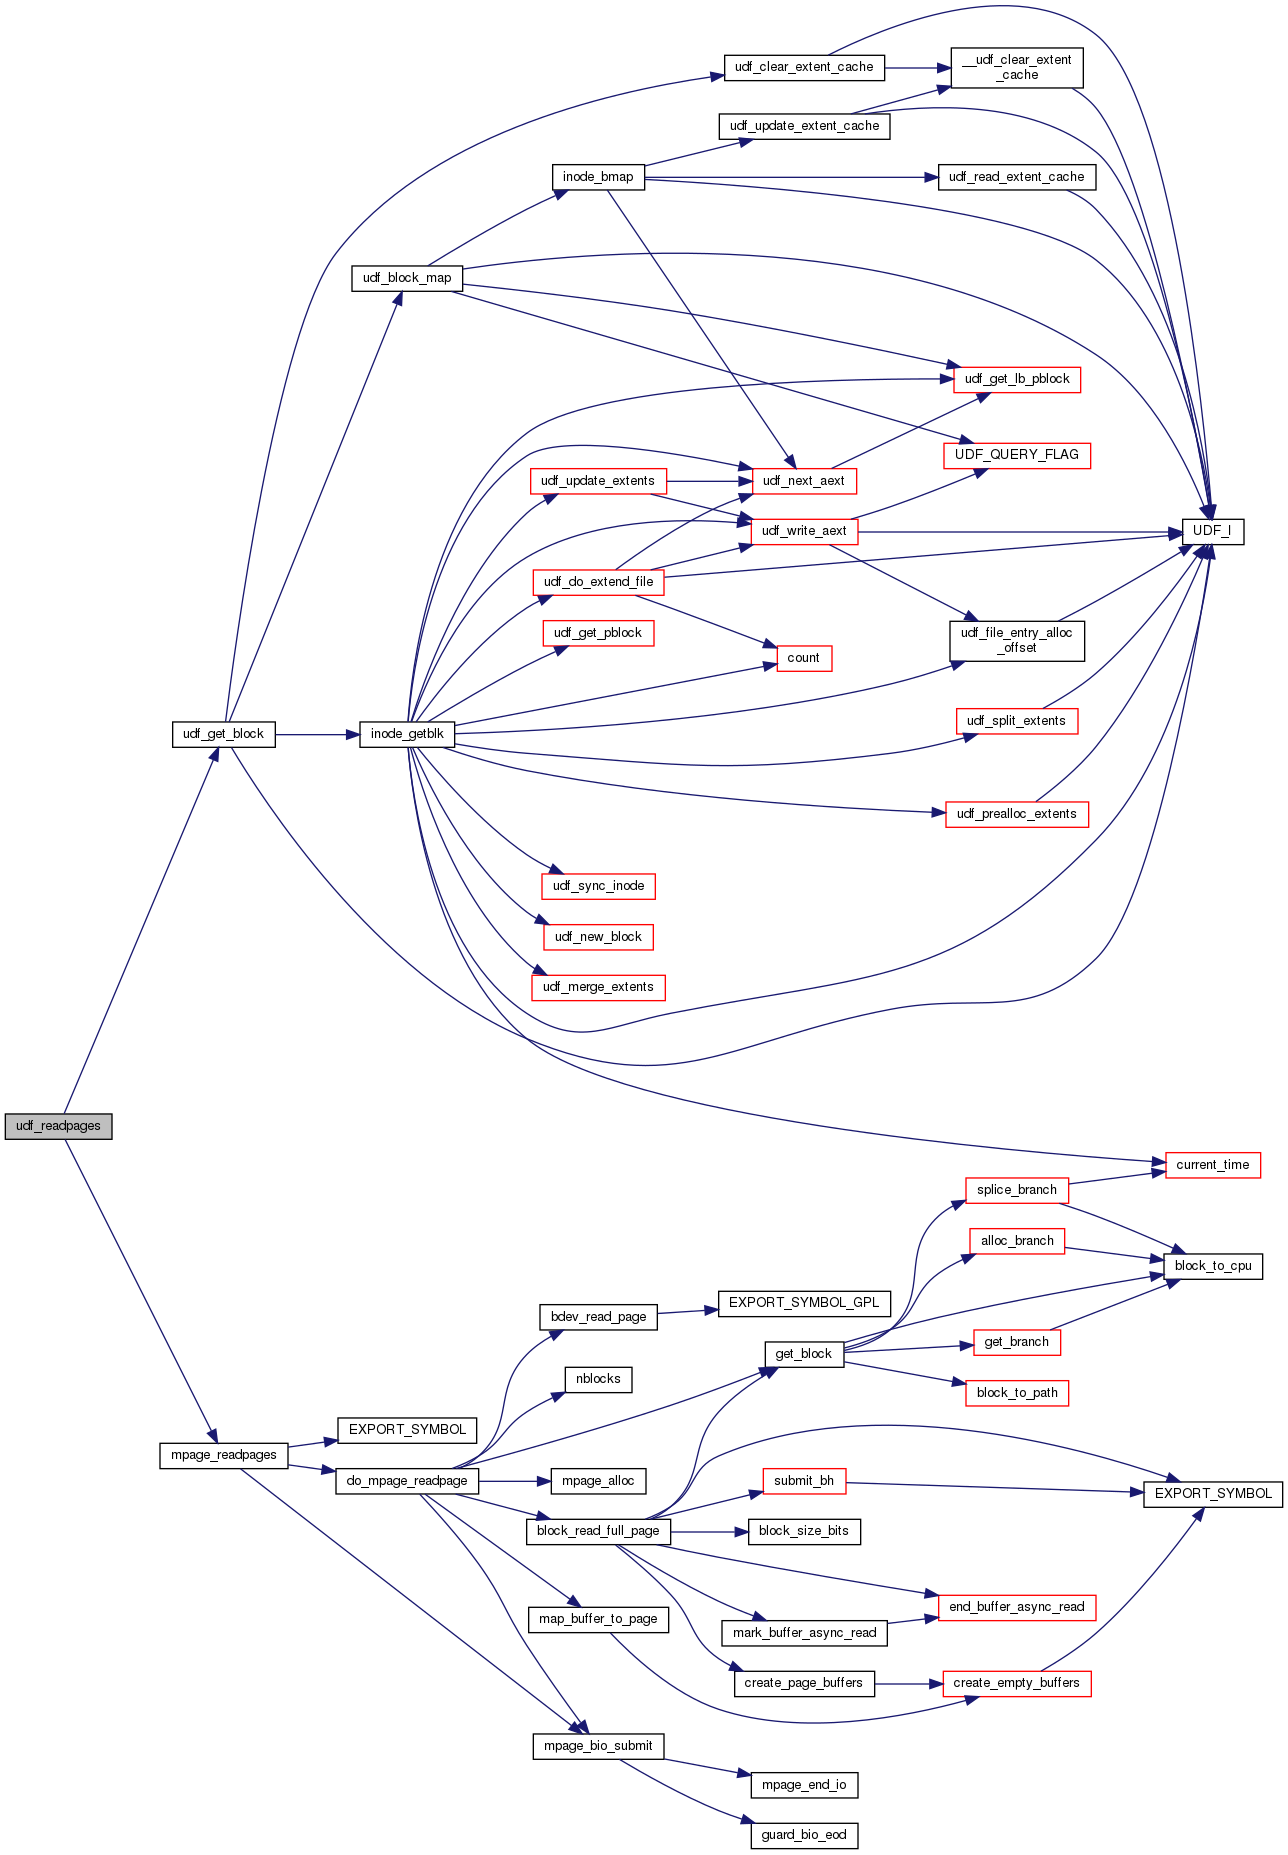 udf_clear_extent_cache
__udf_clear_extent
_cache
udf_update_extent_cache
inode_bmap
udf_read_extent_cache
udf_block_map
udf_get_lb_pblock
UDF_QUERY_FLAG
udf_update_extents
udf_next_aext
udf_write_aext
UDF_I
udf_do_extend_file
udf_get_pblock
udf_file_entry_alloc
_offset
count
udf_split_extents
udf_get_block
inode_getblk
udf_prealloc_extents
udf_sync_inode
udf_new_block
udf_merge_extents
udf_readpages
current_time
splice_branch
alloc_branch
block_to_cpu
bdev_read_page
EXPORT_SYMBOL_GPL
get_block
get_branch
nblocks
block_to_path
EXPORT_SYMBOL
mpage_readpages
do_mpage_readpage
mpage_alloc
submit_bh
EXPORT_SYMBOL
block_read_full_page
block_size_bits
end_buffer_async_read
map_buffer_to_page
mark_buffer_async_read
create_page_buffers
create_empty_buffers
mpage_bio_submit
mpage_end_io
guard_bio_eod